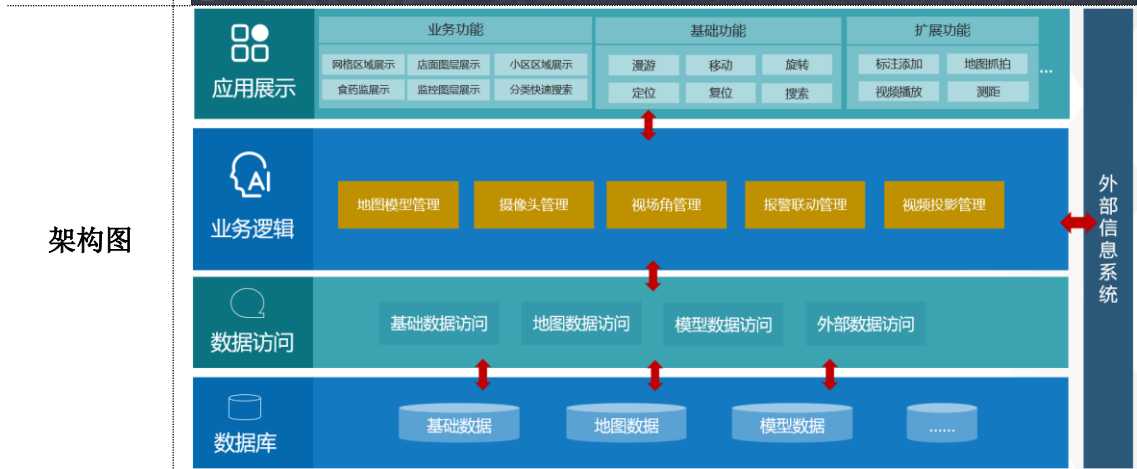 架构图
应用展示
业务功能
网格区域展示 店面图层展示 小区区域展示
食药监展示 监控图层展示 分类快速搜索
基础功能
漫游 移动 旋转
定位 复位 搜索
扩展功能
标注添加 地图抓拍
视频播放 测距
...
AI
业务逻辑
地图模型管理 摄像头管理 视场角管理 报警联动管理 视频投影管理
数据访问
基础数据访问 地图数据访问 模型数据访问 外部数据访问
数据库
基础数据 地图数据 模型数据 ......
外部信息系统